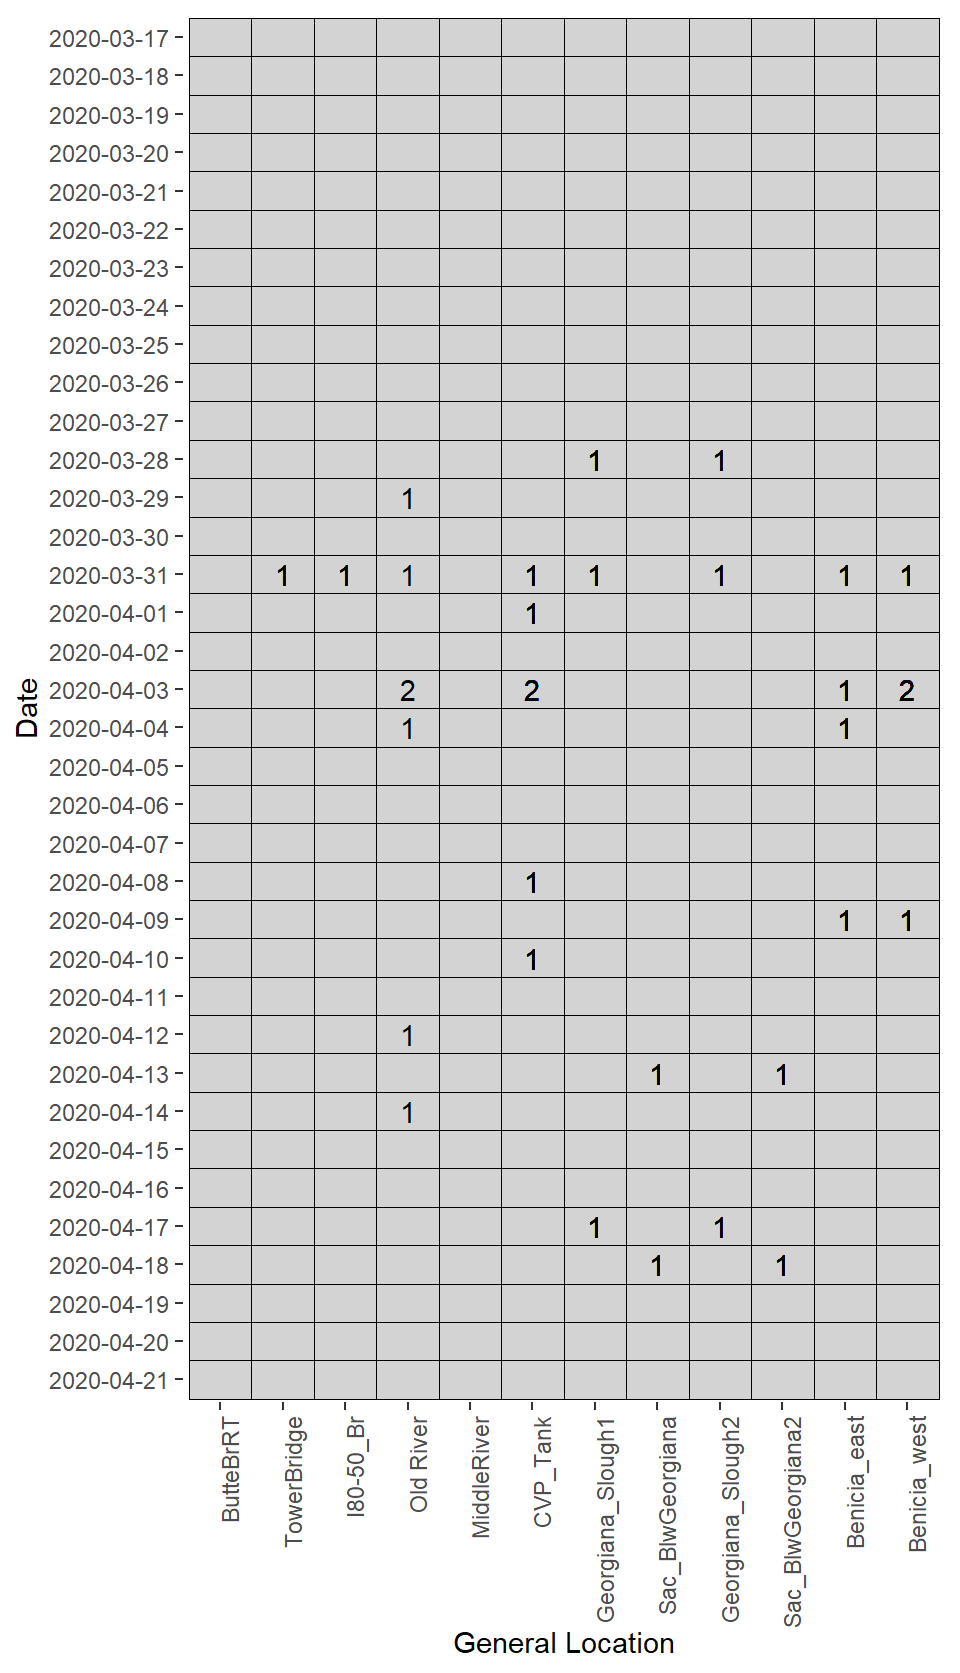 2020-03-17
2020-03-18
2020-03-19
2020-03-20
2020-03-21
2020-03-22
2020-03-23
2020-03-24
2020-03-25
2020-03-26
2020-03-27
2020-03-28 1 1
2020-03-29 1
2020-03-30
2020-03-31 1 1 1 1 1 1 1 1
2020-04-01 1
2020-04-02
2020-04-03 2 2 1 2
2020-04-04 1 1
2020-04-05
2020-04-06
2020-04-07
2020-04-08 1
2020-04-09 1 1
2020-04-10 1
2020-04-11
2020-04-12 1
2020-04-13 1 1
2020-04-14 1
2020-04-15
2020-04-16
2020-04-17 1 1
2020-04-18 1 1
2020-04-19
2020-04-20
2020-04-21
Date
ButteBrRT
TowerBridge
I80-50_Br
Old River
MiddleRiver
CVP_Tank
Georgiana_Slough1
Sac_BlwGeorgiana
Georgiana_Slough2
Sac_BlwGeorgiana2
Benicia_east
Benicia_west
General Location